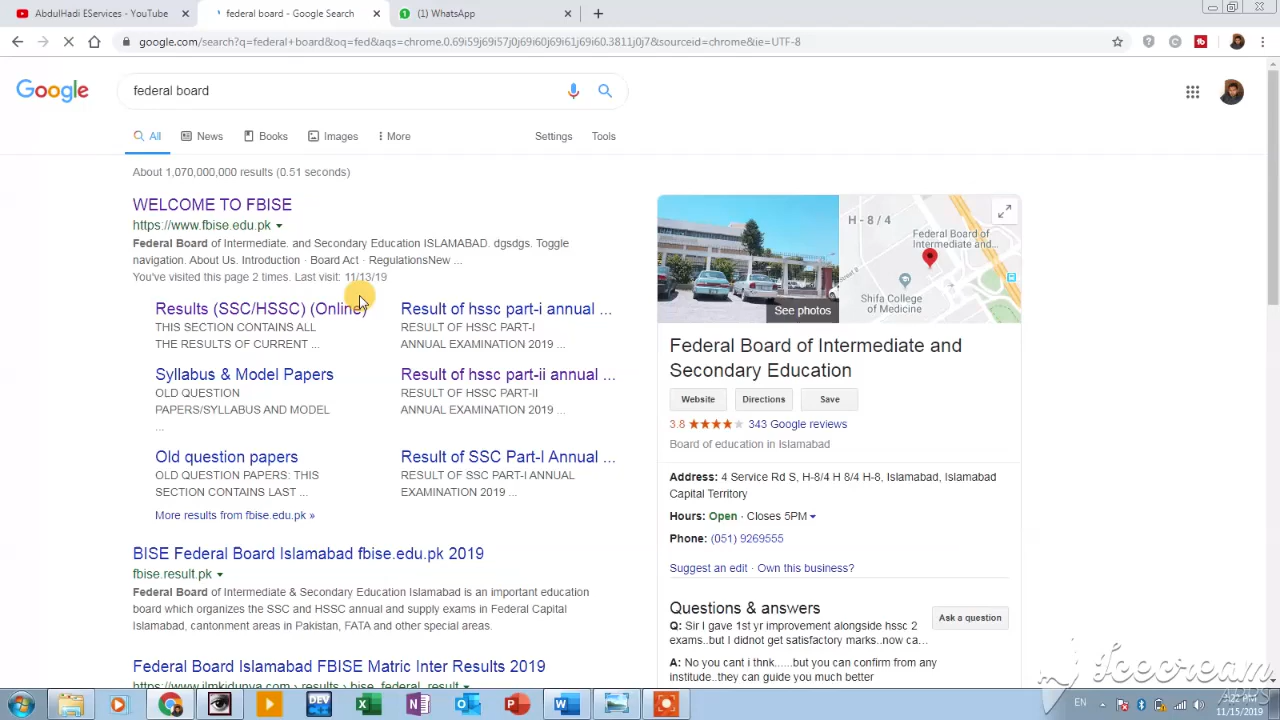 AbdulHadi EServices - YouTube
federal board - Google Search
(1) WhatsApp
google.com/search?q=federal+board&oq=fed&aqs=chrome.0.69i59j69i57j0j69i60j69i61j69i60.3811j0j7&sourceid=chrome&ie=UTF-8
Google
federal board
All News Books Images More Settings Tools
About 1,070,000,000 results (0.51 seconds)
WELCOME TO FBISE
https://www.fbise.edu.pk
Federal Board of Intermediate. and Secondary Education ISLAMABAD. dgsdgs. Toggle
navigation. About Us. Introduction · Board Act · RegulationsNew ...
You've visited this page 2 times. Last visit: 11/13/19
Results (SSC/HSSC) (Online)
THIS SECTION CONTAINS ALL
THE RESULTS OF CURRENT ...
Result of hssc part-i annual ...
RESULT OF HSSC PART-I
ANNUAL EXAMINATION 2019 ...
Syllabus & Model Papers
OLD QUESTION
PAPERS/SYLLABUS AND MODEL
...
Result of hssc part-ii annual ...
RESULT OF HSSC PART-II
ANNUAL EXAMINATION 2019 ...
Old question papers
OLD QUESTION PAPERS: THIS
SECTION CONTAINS LAST ...
Result of SSC Part-I Annual ...
RESULT OF SSC PART-I ANNUAL
EXAMINATION 2019 ...
More results from fbise.edu.pk »
BISE Federal Board Islamabad fbise.edu.pk 2019
fbise.result.pk
Federal Board of Intermediate & Secondary Education Islamabad is an important education
board which organizes the SSC and HSSC annual and supply exams in Federal Capital
Islamabad, cantonment areas in Pakistan, FATA and other special areas.
Federal Board Islamabad FBISE Matric Inter Results 2019
https://www.ilmkidunya.com › results › bise_federal_result
See photos
H - 8 / 4
Federal Board of
Intermediate and...
Shifa College
of Medicine
Federal Board of Intermediate and
Secondary Education
Website Directions Save
3.8 343 Google reviews
Board of education in Islamabad
Address: 4 Service Rd S, H-8/4 H 8/4 H-8, Islamabad, Islamabad
Capital Territory
Hours: Open · Closes 5PM
Phone: (051) 9269555
Suggest an edit · Own this business?
Questions & answers
Ask a question
Q: Sir I gave 1st yr improvement alongside hssc 2
exams..but I didnot get satisfactory marks..now ca...
A: No you cant i thnk......but you can confirm from any
institute..they can guide you much better
Icecream
APPS
DEV
EN
11/15/2019